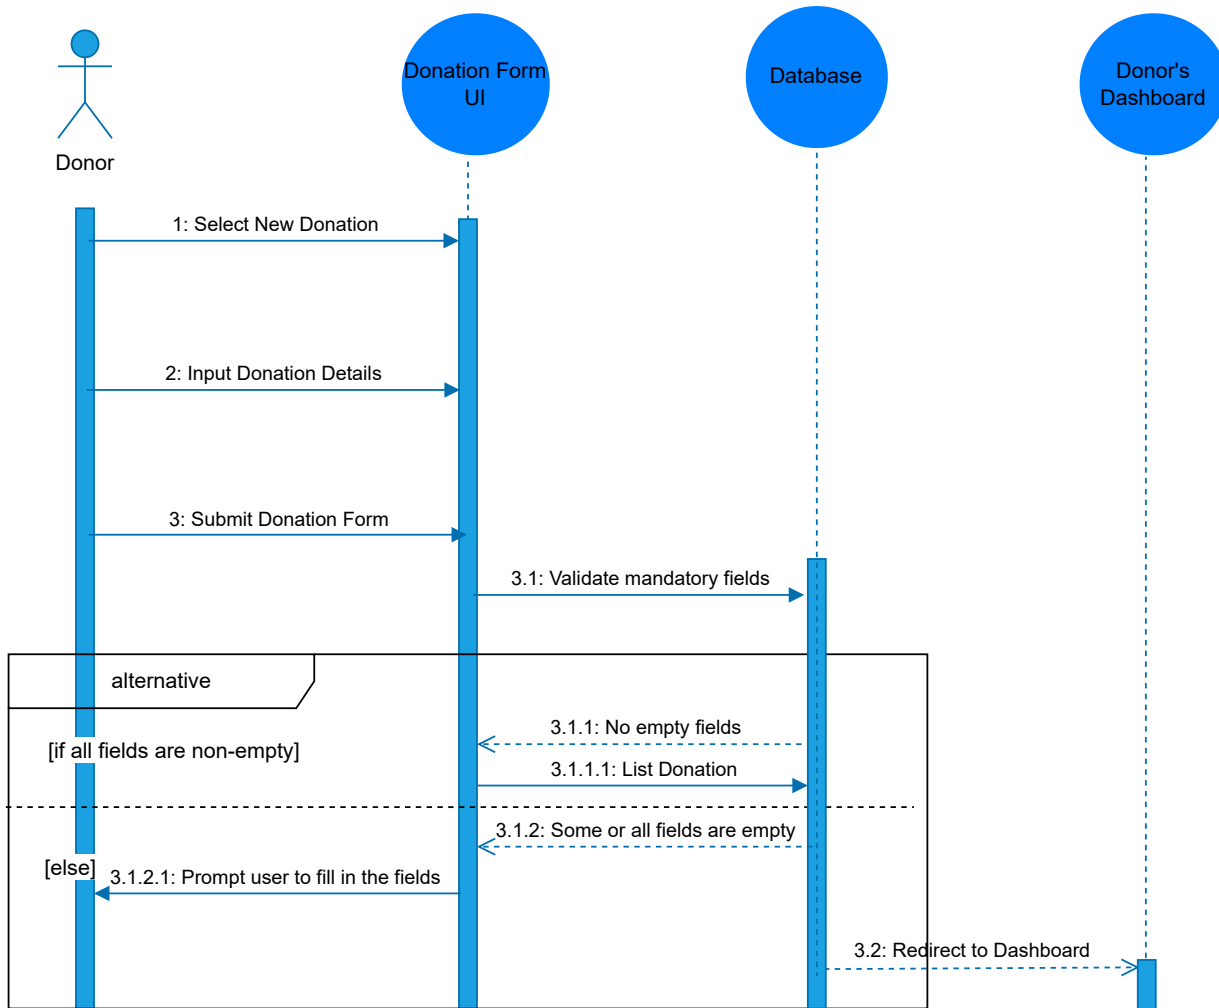 Donor
Donation Form
UI
Database
Donor's
Dashboard
1: Select New Donation
2: Input Donation Details
3: Submit Donation Form
3.1: Validate mandatory fields
alternative
[if all fields are non-empty]
3.1.1: No empty fields
3.1.1.1: List Donation
3.1.2: Some or all fields are empty
[else]
3.1.2.1: Prompt user to fill in the fields
3.2: Redirect to Dashboard